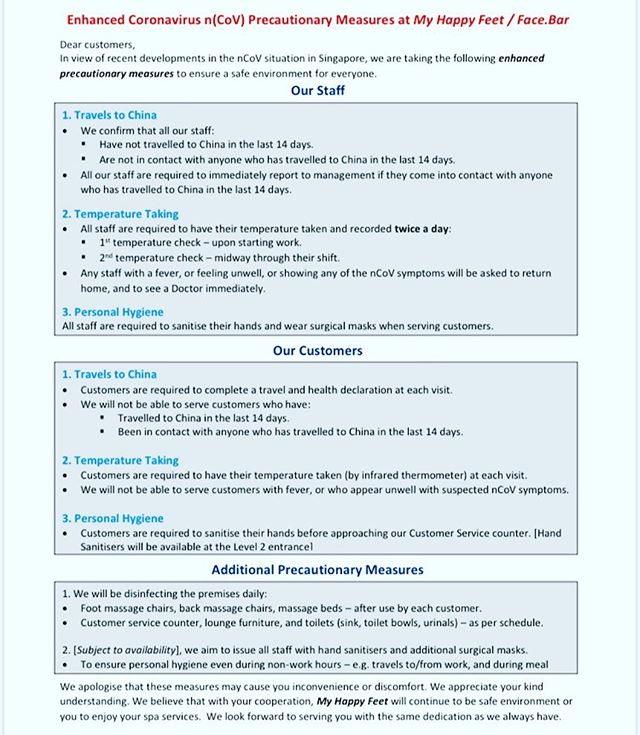 Enhanced Coronavirus n(CoV) Precautionary Measures at My Happy Feet / Face.Bar
Dear customers,
In view of recent developments in the nCoV situation in Singapore, we are taking the following enhanced
precautionary measures to ensure a safe environment for everyone.
Our Staff
1. Travels to China
• We confirm that all our staff:
▪ Have not travelled to China in the last 14 days.
▪ Are not in contact with anyone who has travelled to China in the last 14 days.
• All our staff are required to immediately report to management if they come into contact with anyone
who has travelled to China in the last 14 days.
2. Temperature Taking
• All staff are required to have their temperature taken and recorded twice a day:
▪ 1st temperature check – upon starting work.
▪ 2nd temperature check – midway through their shift.
• Any staff with a fever, or feeling unwell, or showing any of the nCoV symptoms will be asked to return
home, and to see a Doctor immediately.
3. Personal Hygiene
All staff are required to sanitise their hands and wear surgical masks when serving customers.
Our Customers
1. Travels to China
• Customers are required to complete a travel and health declaration at each visit.
• We will not be able to serve customers who have:
▪ Travelled to China in the last 14 days.
▪ Been in contact with anyone who has travelled to China in the last 14 days.
2. Temperature Taking
• Customers are required to have their temperature taken (by infrared thermometer) at each visit.
• We will not be able to serve customers with fever, or who appear unwell with suspected nCoV symptoms.
3. Personal Hygiene
• Customers are required to sanitise their hands before approaching our Customer Service counter. [Hand
Sanitisers will be available at the Level 2 entrance]
Additional Precautionary Measures
1. We will be disinfecting the premises daily:
• Foot massage chairs, back massage chairs, massage beds – after use by each customer.
• Customer service counter, lounge furniture, and toilets (sink, toilet bowls, urinals) – as per schedule.
2. [Subject to availability], we aim to issue all staff with hand sanitisers and additional surgical masks.
• To ensure personal hygiene even during non-work hours – e.g. travels to/from work, and during meal
We apologise that these measures may cause you inconvenience or discomfort. We appreciate your kind
understanding. We believe that with your cooperation, My Happy Feet will continue to be safe environment or
you to enjoy your spa services. We look forward to serving you with the same dedication as we always have.